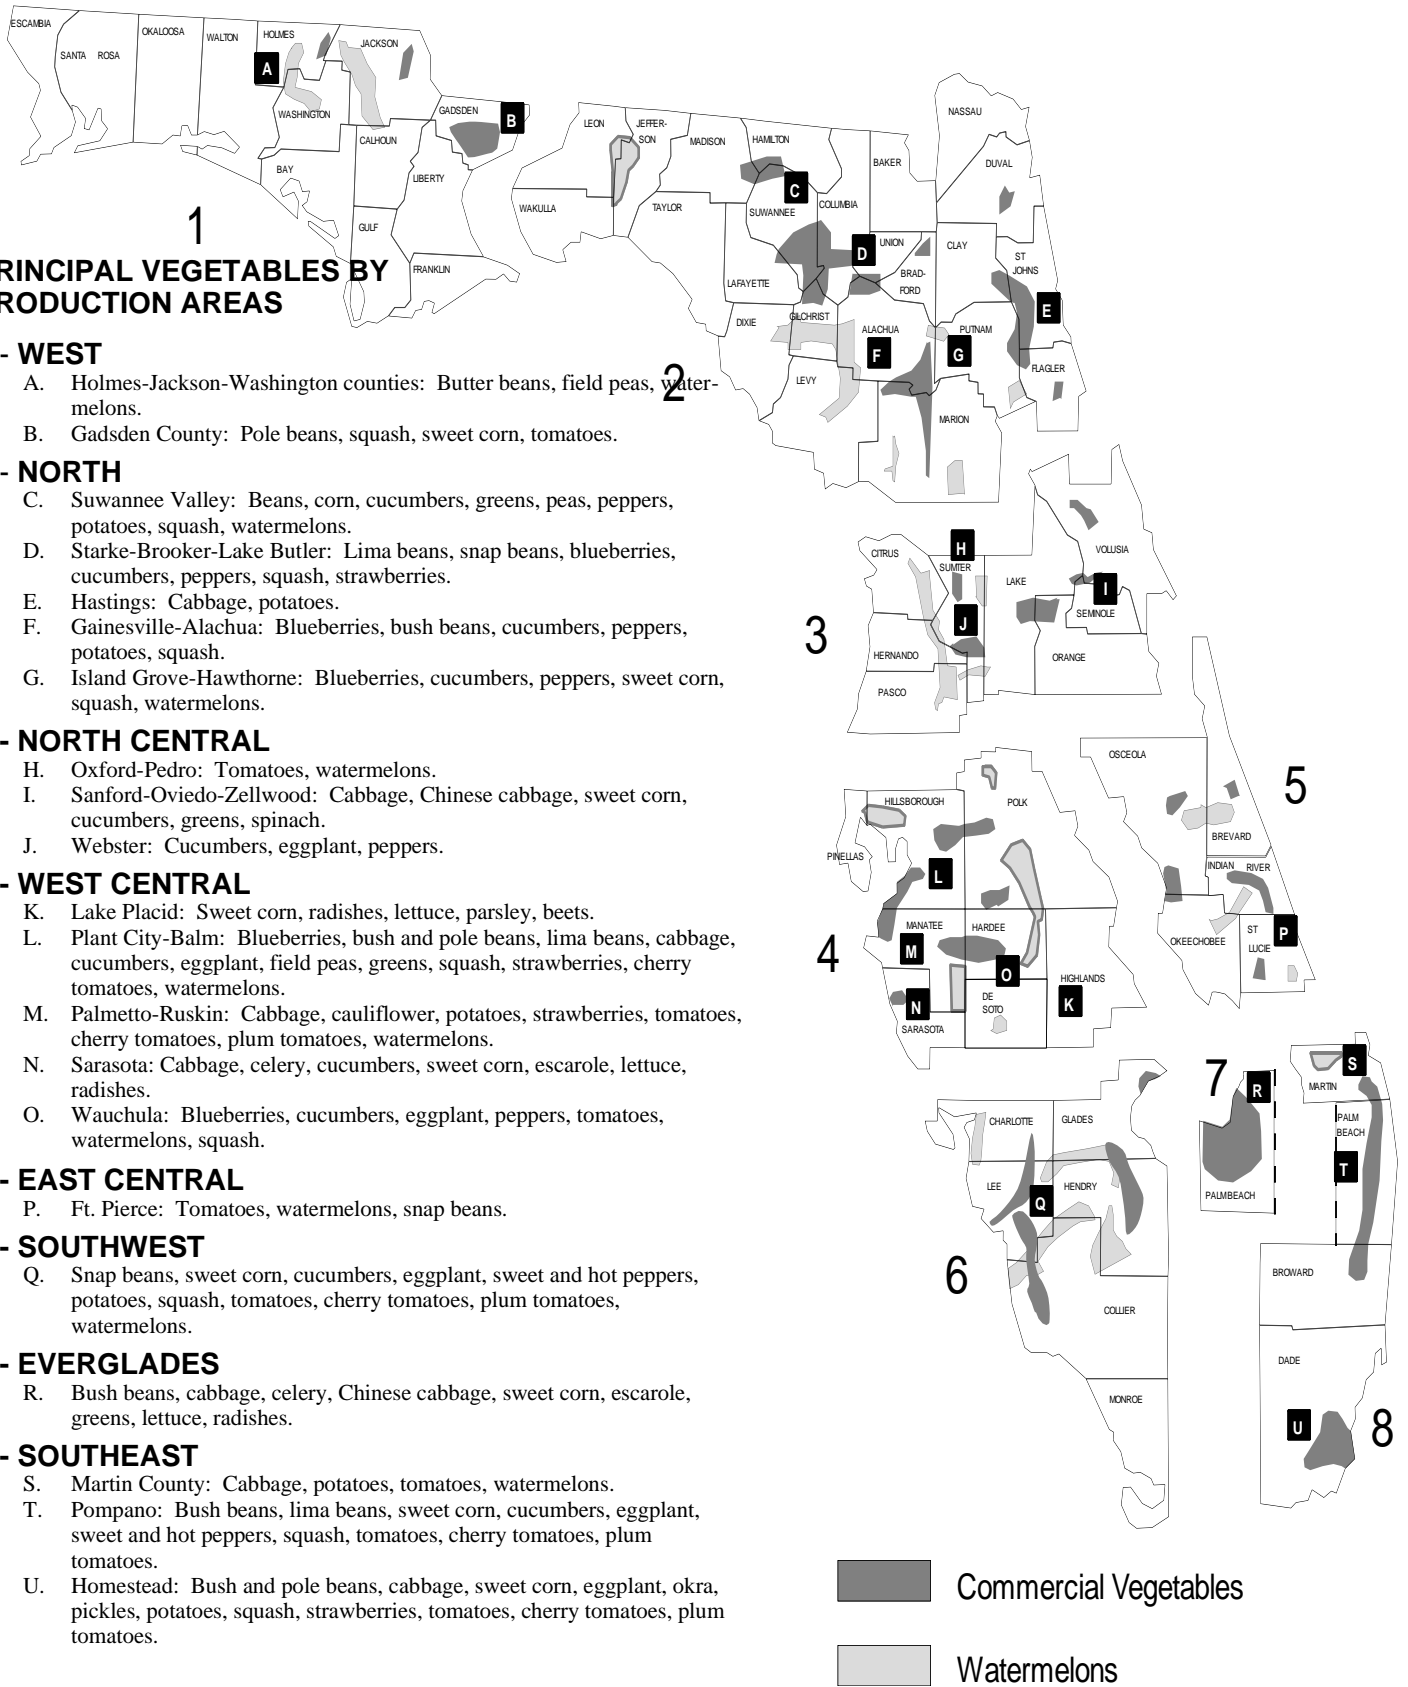 RINCIPAL VEGETABLES BY
RODUCTION AREAS
- WEST
A. Holmes-Jackson-Washington counties: Butter beans, field peas, water-
melons.
B. Gadsden County: Pole beans, squash, sweet corn, tomatoes.
- NORTH
C. Suwannee Valley: Beans, corn, cucumbers, greens, peas, peppers,
potatoes, squash, watermelons.
D. Starke-Brooker-Lake Butler: Lima beans, snap beans, blueberries,
cucumbers, peppers, squash, strawberries.
E. Hastings: Cabbage, potatoes.
F. Gainesville-Alachua: Blueberries, bush beans, cucumbers, peppers,
potatoes, squash.
G. Island Grove-Hawthorne: Blueberries, cucumbers, peppers, sweet corn,
squash, watermelons.
- NORTH CENTRAL
H. Oxford-Pedro: Tomatoes, watermelons.
I. Sanford-Oviedo-Zellwood: Cabbage, Chinese cabbage, sweet corn,
cucumbers, greens, spinach.
J. Webster: Cucumbers, eggplant, peppers.
- WEST CENTRAL
K. Lake Placid: Sweet corn, radishes, lettuce, parsley, beets.
L. Plant City-Balm: Blueberries, bush and pole beans, lima beans, cabbage,
cucumbers, eggplant, field peas, greens, squash, strawberries, cherry
tomatoes, watermelons.
M. Palmetto-Ruskin: Cabbage, cauliflower, potatoes, strawberries, tomatoes,
cherry tomatoes, plum tomatoes, watermelons.
N. Sarasota: Cabbage, celery, cucumbers, sweet corn, escarole, lettuce,
radishes.
O. Wauchula: Blueberries, cucumbers, eggplant, peppers, tomatoes,
watermelons, squash.
- EAST CENTRAL
P. Ft. Pierce: Tomatoes, watermelons, snap beans.
- SOUTHWEST
Q. Snap beans, sweet corn, cucumbers, eggplant, sweet and hot peppers,
potatoes, squash, tomatoes, cherry tomatoes, plum tomatoes,
watermelons.
- EVERGLADES
R. Bush beans, cabbage, celery, Chinese cabbage, sweet corn, escarole,
greens, lettuce, radishes.
- SOUTHEAST
S. Martin County: Cabbage, potatoes, tomatoes, watermelons.
T. Pompano: Bush beans, lima beans, sweet corn, cucumbers, eggplant,
sweet and hot peppers, squash, tomatoes, cherry tomatoes, plum
tomatoes.
U. Homestead: Bush and pole beans, cabbage, sweet corn, eggplant, okra,
pickles, potatoes, squash, strawberries, tomatoes, cherry tomatoes, plum
tomatoes.
ESCAMBIA
SANTA ROSA
OKALOOSA
WALTON
HOLMES
JACKSON
A
WASHINGTON
GADSDEN
B
CALHOUN
BAY
LIBERTY
GULF
FRANKLIN
1
LEON
JEFFER-
SON
MADISON
HAMILTON
NASSAU
BAKER
DUVAL
C
WAKULLA
TAYLOR
SUWANNEE
COLUMBIA
D
UNION
CLAY
ST
JOHNS
BRAD-
FORD
LAFAYETTE
E
DIXIE
GILCHRIST
ALACHUA
F
G
PUTNAM
FLAGLER
2
LEVY
MARION
CITRUS
H
SUMTER
LAKE
VOLUSIA
I
SEMINOLE
3
J
HERNANDO
ORANGE
PASCO
OSCEOLA
5
HILLSBOROUGH
POLK
BREVARD
PINELLAS
L
INDIAN RIVER
4
MANATEE
HARDEE
M
OKEECHOBEE
ST
LUCIE
P
O
HIGHLANDS
N
DE
SOTO
K
SARASOTA
7
R
S
MARTIN
CHARLOTTE
GLADES
PALM
BEACH
T
LEE
HENDRY
Q
PALMBEACH
6
BROWARD
COLLIER
DADE
MONROE
U
8
Commercial Vegetables
Watermelons